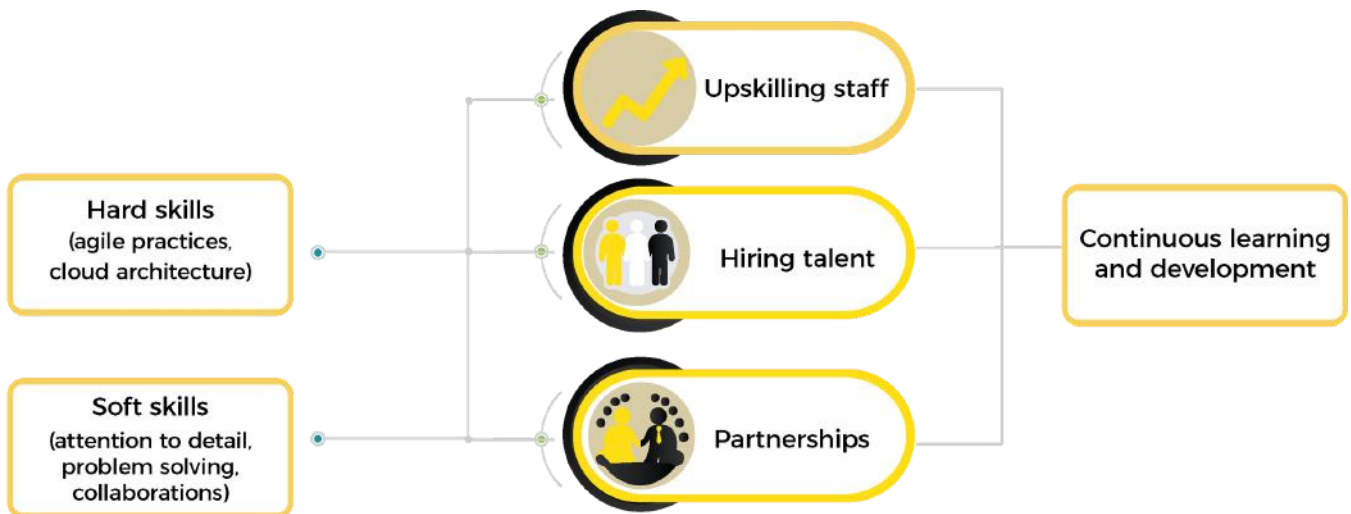 Hard skills
(agile practices,
cloud architecture)
Soft skills
(attention to detail,
problem solving,
collaborations)
Upskilling staff
Hiring talent
Partnerships
Continuous learning
and development